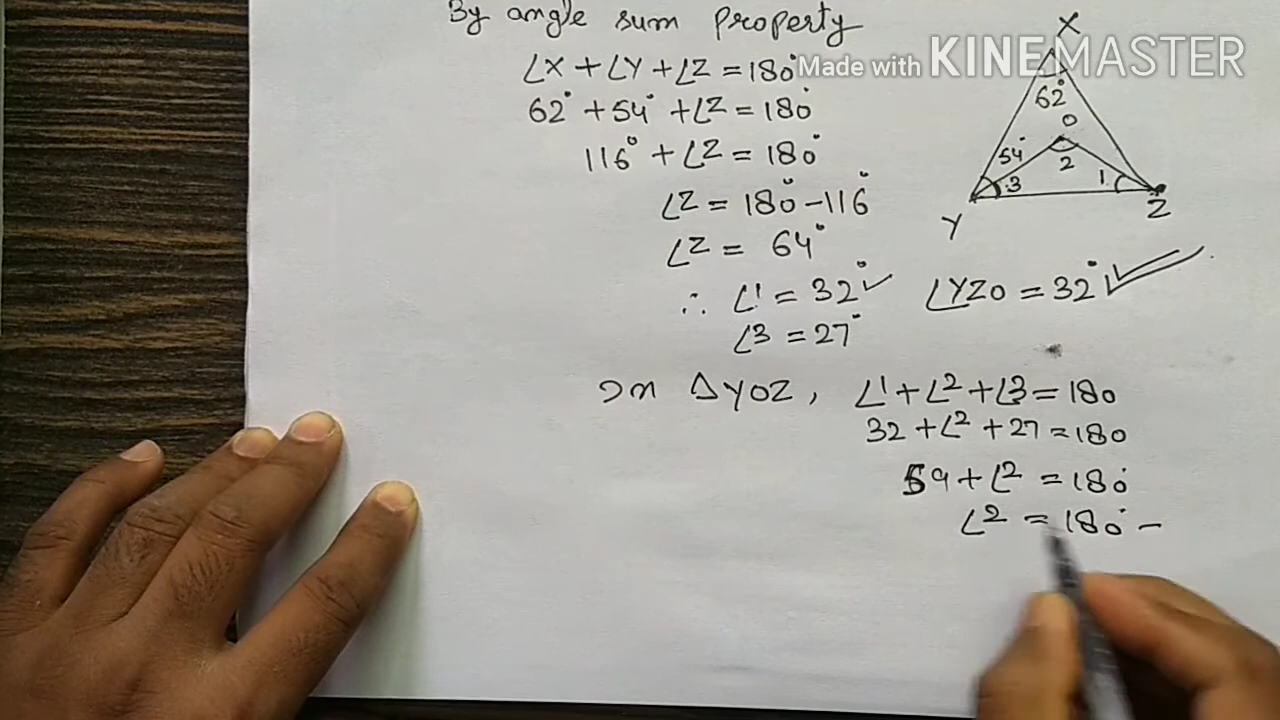 By angle sum property
∠X + ∠Y + ∠Z = 180°
62° + 54° + ∠Z = 180°
116° + ∠Z = 180°
∠Z = 180° - 116°
∠Z = 64°
∴ ∠1 = 32° ✓
∠YZO = 32° ✓
∠3 = 27°
In △YOZ, ∠1 + ∠2 + ∠3 = 180
32 + ∠2 + 27 = 180
59 + ∠2 = 180°
∠2 = 180° -
Made with KINEMASTER
X
62°
O
54°
2
3
1
Y
Z